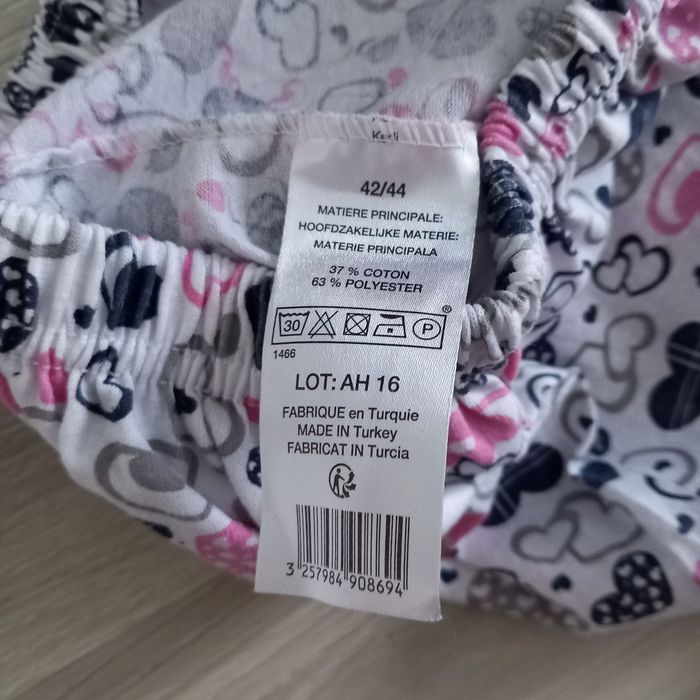 42/44
MATIERE PRINCIPALE:
HOOFDZAKELIJKE MATERIE:
MATERIE PRINCIPALA
37 % COTON
63 % POLYESTER
30 P ®
1466
LOT: AH 16
FABRIQUE en Turquie
MADE IN Turkey
FABRICAT IN Turcia
3 257984 908694